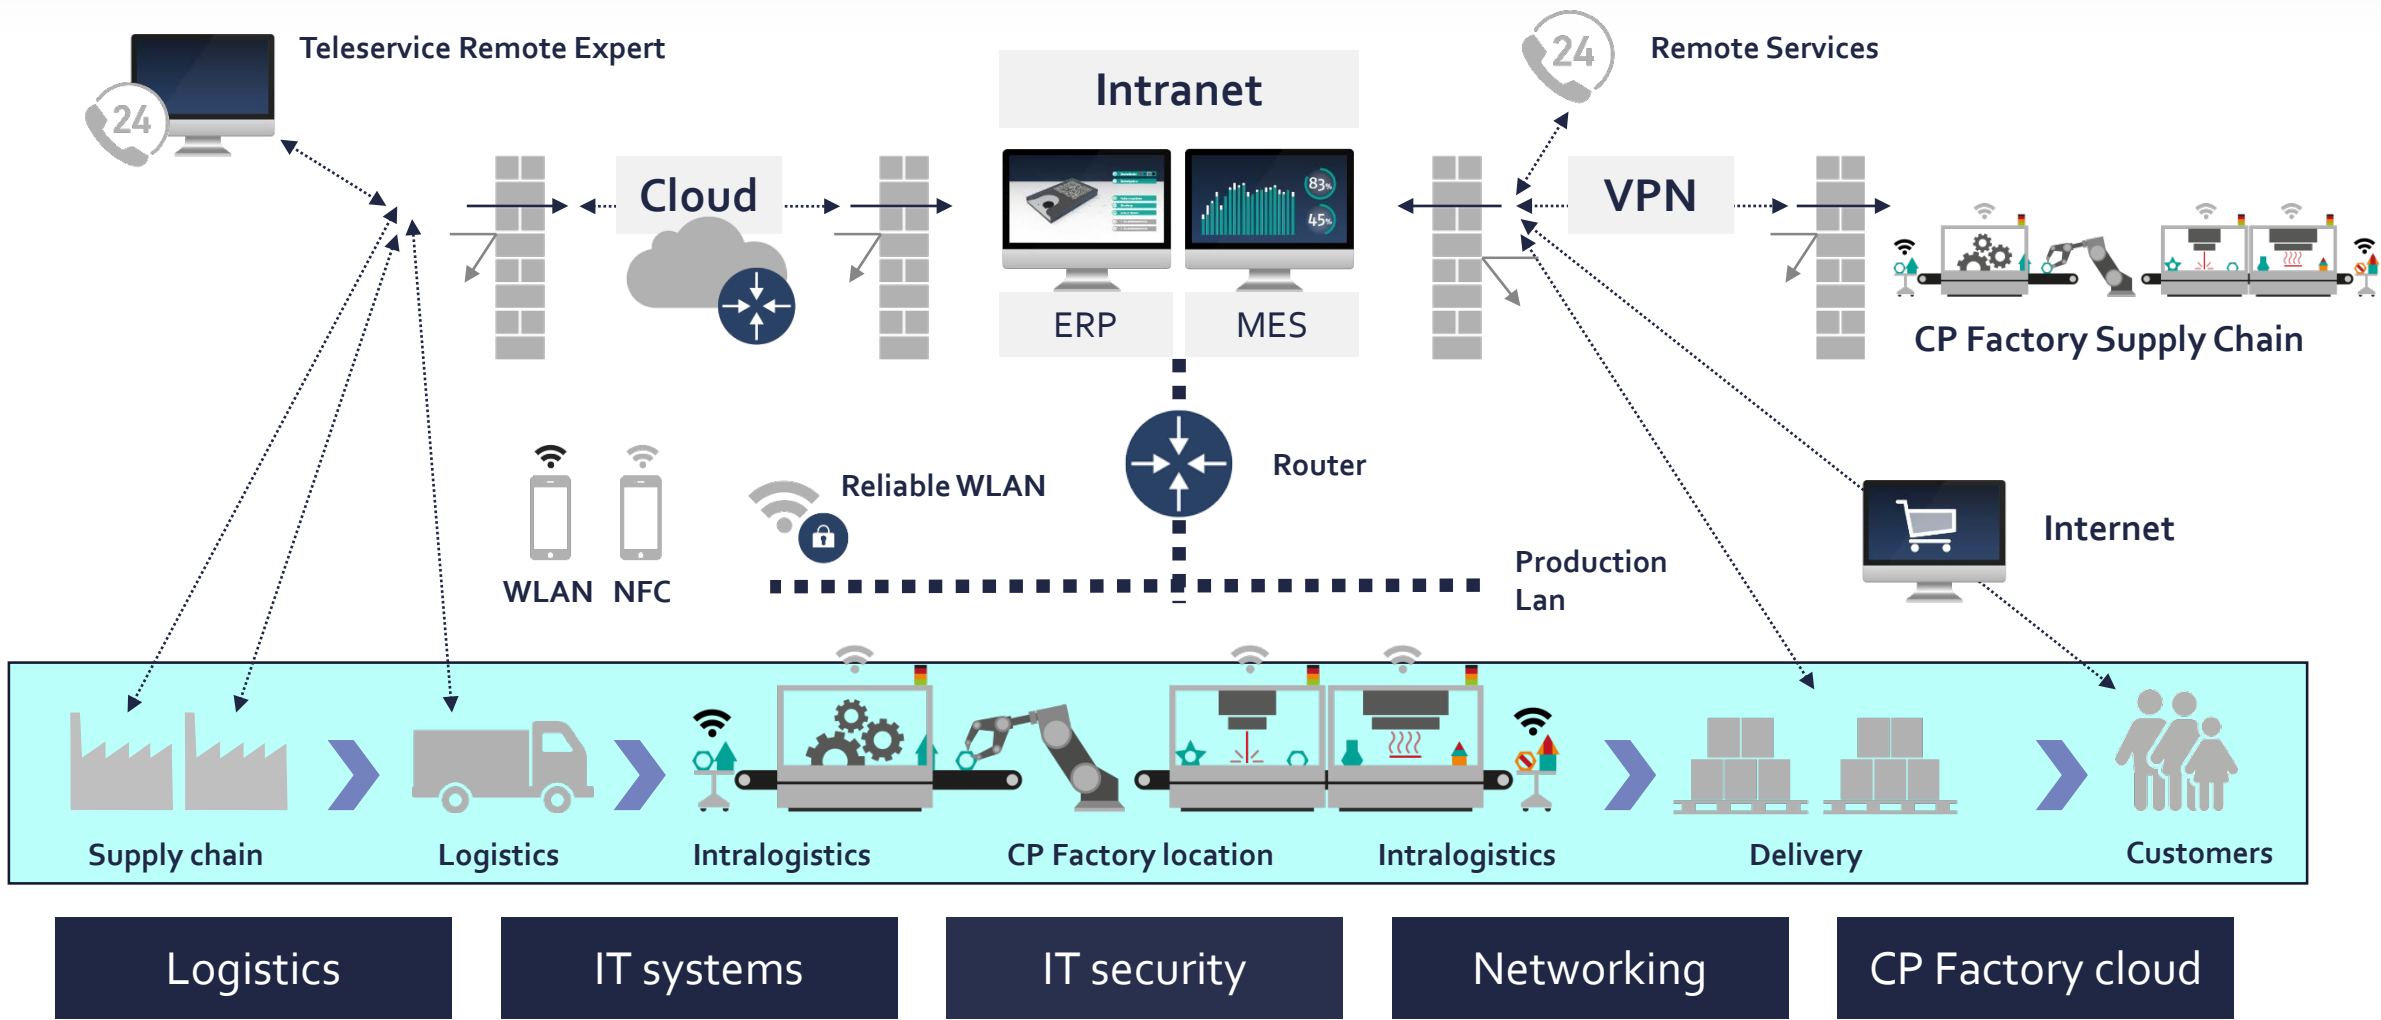 Teleservice Remote Expert
24
Intranet
24
Remote Services
Cloud
83%
45%
VPN
ERP
MES
CP Factory Supply Chain
Router
Reliable WLAN
Internet
WLAN
NFC
Production
Lan
Supply chain
Logistics
Intralogistics
CP Factory location
Intralogistics
Delivery
Customers
Logistics
IT systems
IT security
Networking
CP Factory cloud